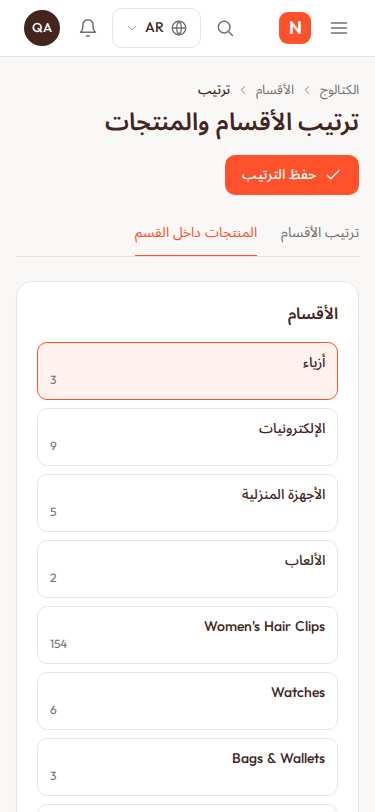 N
AR
QA
الكتالوج
الأقسام
ترتيب
ترتيب الأقسام والمنتجات
حفظ الترتيب
ترتيب الأقسام
المنتجات داخل القسم
الأقسام
أزياء
3
الإلكترونيات
9
الأجهزة المنزلية
5
الألعاب
2
Women's Hair Clips
154
Watches
6
Bags & Wallets
3